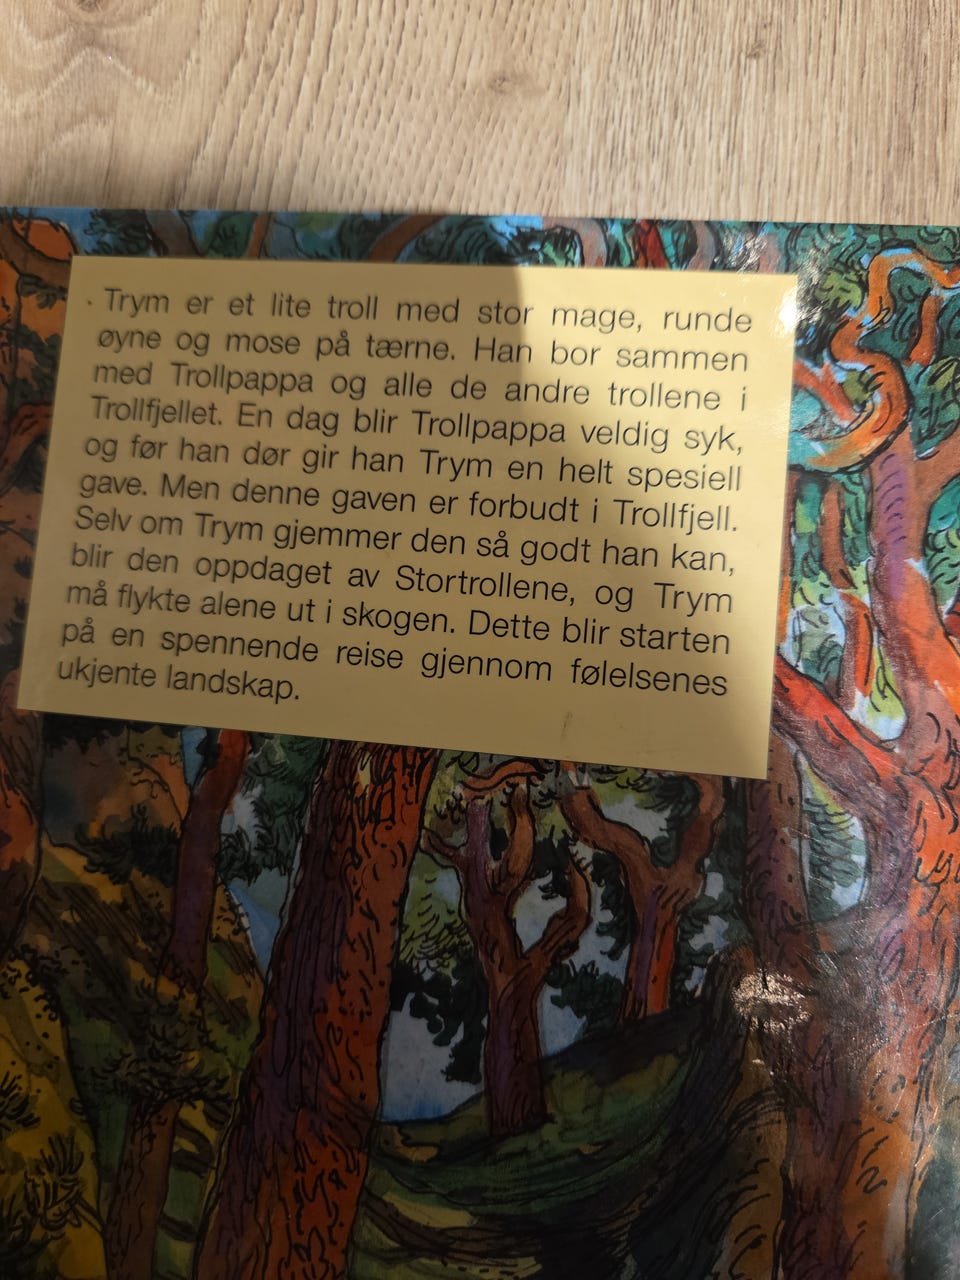 Trym er et lite troll med stor mage, runde
øyne og mose på tærne. Han bor sammen
med Trollpappa og alle de andre trollene i
Trollfjellet. En dag blir Trollpappa veldig syk,
og før han dør gir han Trym en helt spesiell
gave. Men denne gaven er forbudt i Trollfjell.
Selv om Trym gjemmer den så godt han kan,
blir den oppdaget av Stortrollene, og Trym
må flykte alene ut i skogen. Dette blir starten
på en spennende reise gjennom følelsenes
ukjente landskap.